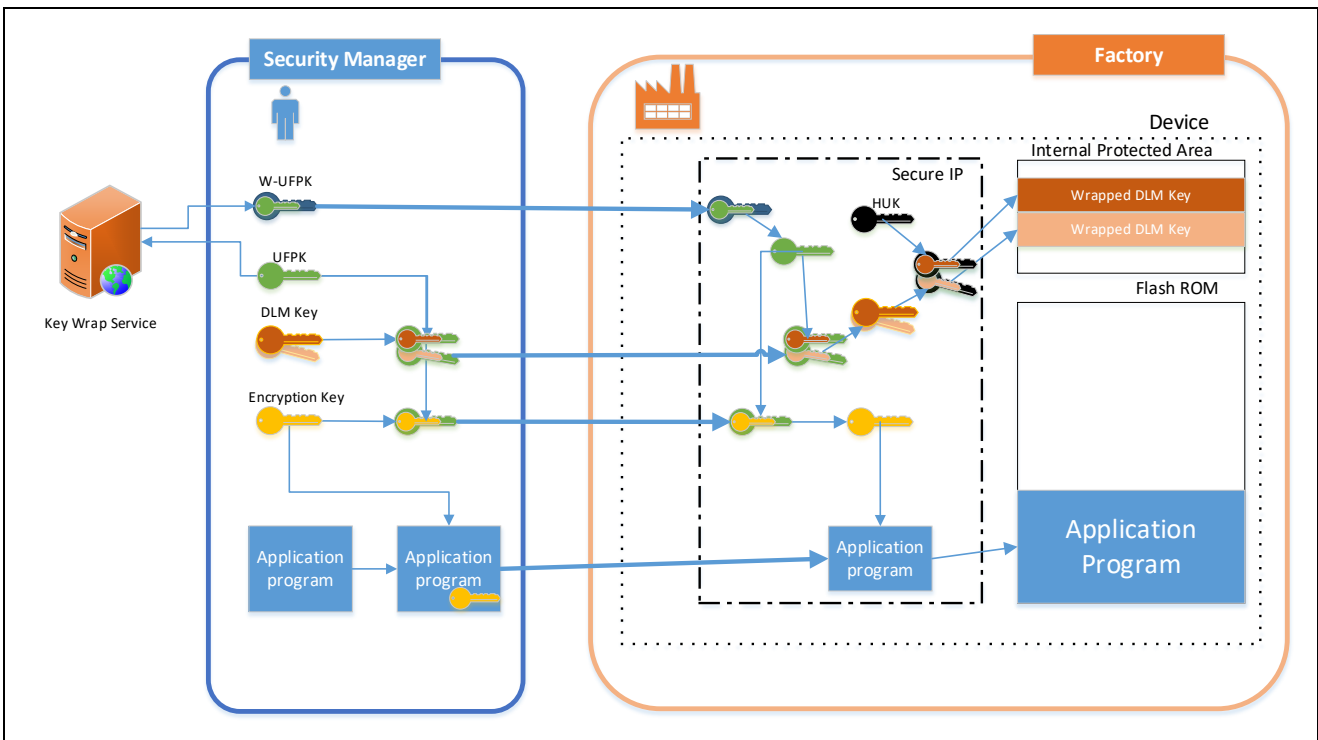 Security Manager
Factory
Device
Internal Protected Area
Secure IP
W-UFPK
HUK
Wrapped DLM Key
Wrapped DLM Key
UFPK
Flash ROM
DLM Key
Key Wrap Service
Encryption Key
Application
program
Application
program
Application
program
Application
Program